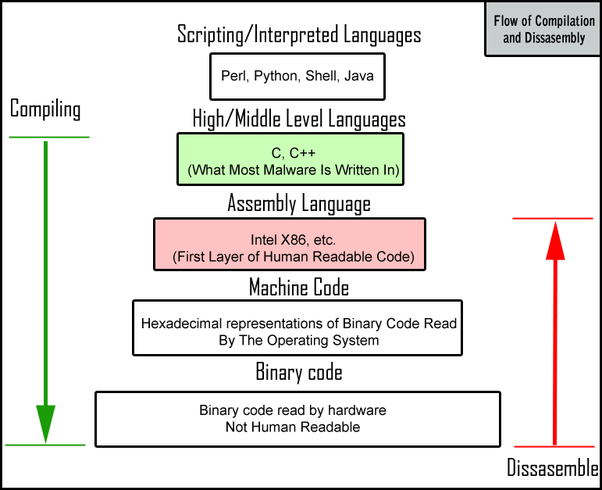 Flow of Compilation
and Dissasembly
Scripting/Interpreted Languages
Perl, Python, Shell, Java
Compiling
High/Middle Level Languages
C, C++
(What Most Malware Is Written In)
Assembly Language
Intel X86, etc.
(First Layer of Human Readable Code)
Machine Code
Hexadecimal representations of Binary Code Read
By The Operating System
Binary code
Binary code read by hardware
Not Human Readable
Dissasemble